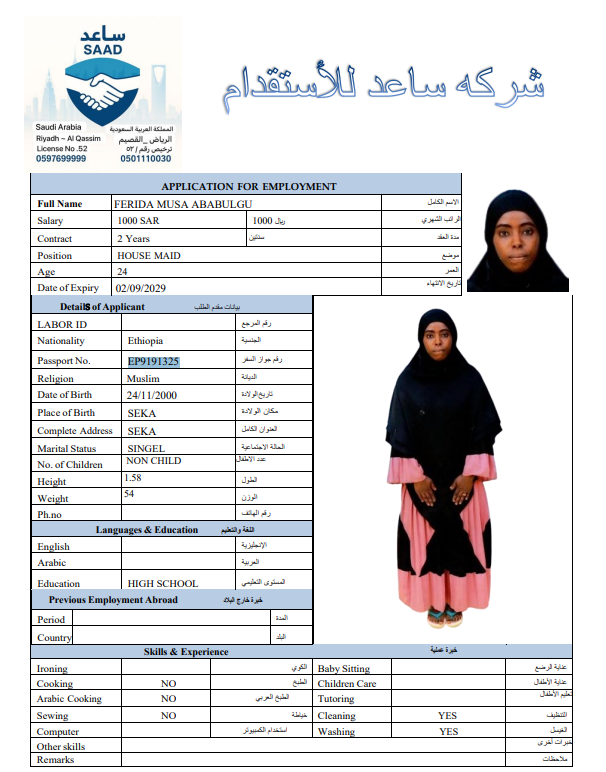 ساعد
SAAD
Saudi Arabia
Riyadh ~ Al Qassim
License No .52
0597699999
المملكة العربية السعودية
الرياض _القصيم
ترخيص رقم / ٥٢
0501110030
شركه ساعد للأستقدام
APPLICATION FOR EMPLOYMENT
Full Name FERIDA MUSA ABABULGU الاسم الكامل
Salary 1000 SAR 1000 ريال الراتب الشهري
Contract 2 Years سنتين مدة العقد
Position HOUSE MAID موضع
Age 24 العمر
Date of Expiry 02/09/2029 تاريخ الانتهاء
Details of Applicant بيانات مقدم الطلب
LABOR ID رقم المرجع
Nationality Ethiopia الجنسية
Passport No. EP9191325 رقم جواز السفر
Religion Muslim الديانة
Date of Birth 24/11/2000 تاريخ الولادة
Place of Birth SEKA مكان الولادة
Complete Address SEKA العنوان الكامل
Marital Status SINGEL الحالة الاجتماعية
No. of Children NON CHILD عدد الاطفال
Height 1.58 الطول
Weight 54 الوزن
Ph.no رقم الهاتف
Languages & Education اللغة والتعليم
English الإنجليزية
Arabic العربية
Education HIGH SCHOOL المستوى التعليمي
Previous Employment Abroad خبرة خارج البلاد
Period المدة
Country البلد
Skills & Experience خبرة عملية
Ironing الكوي Baby Sitting عناية الرضع
Cooking NO الطبخ Children Care عناية الأطفال
Arabic Cooking NO الطبخ العربي Tutoring تعليم الأطفال
Sewing NO خياطة Cleaning YES التنظيف
Computer استخدام الكمبيوتر Washing YES الغيسل
Other skills خبرات أخرى
Remarks ملاحظات